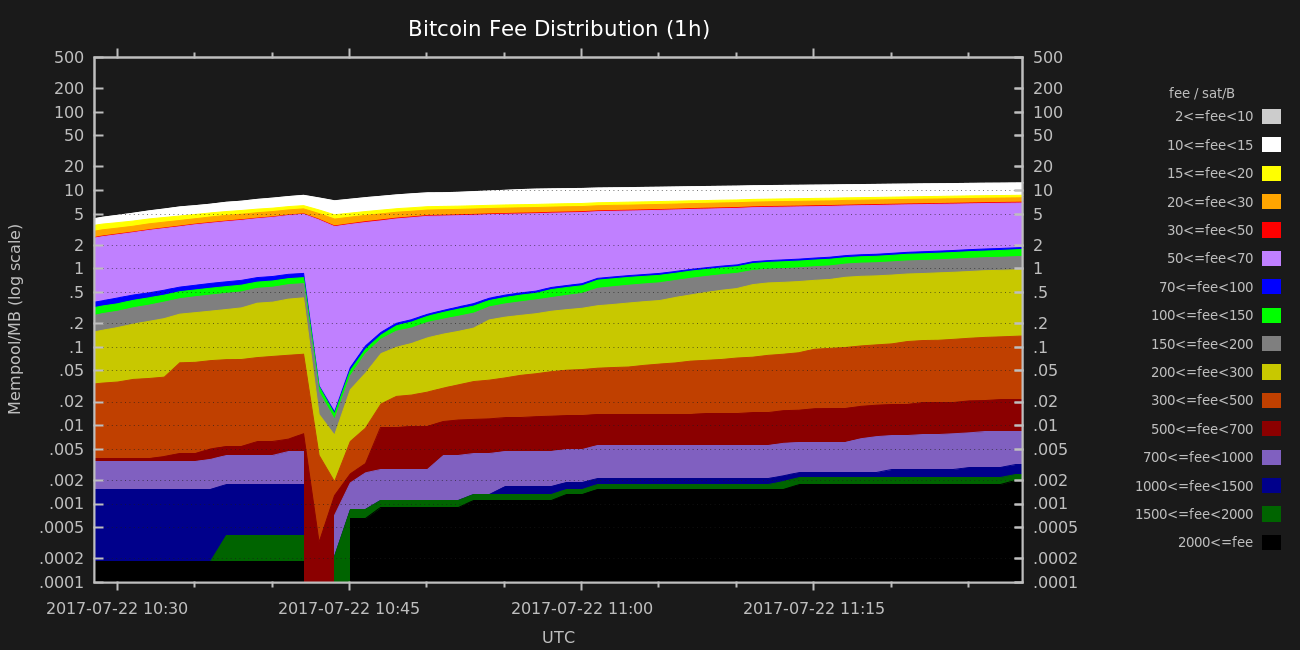 Bitcoin Fee Distribution (1h)
500 500
200 200
100 100
50 50
20 20
10 10
5 5
2 2
1 1
.5 .5
.2 .2
.1 .1
.05 .05
.02 .02
.01 .01
.005 .005
.002 .002
.001 .001
.0005 .0005
.0002 .0002
.0001 .0001
Mempool/MB (log scale)
2017-07-22 10:30 2017-07-22 10:45 2017-07-22 11:00 2017-07-22 11:15
UTC
fee / sat/B
2<=fee<10
10<=fee<15
15<=fee<20
20<=fee<30
30<=fee<50
50<=fee<70
70<=fee<100
100<=fee<150
150<=fee<200
200<=fee<300
300<=fee<500
500<=fee<700
700<=fee<1000
1000<=fee<1500
1500<=fee<2000
2000<=fee